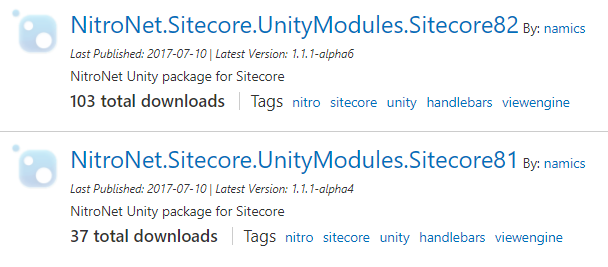 NitroNet.Sitecore.UnityModules.Sitecore82 By: namics
Last Published: 2017-07-10 | Latest Version: 1.1.1-alpha6
NitroNet Unity package for Sitecore
103 total downloads | Tags nitro sitecore unity handlebars viewengine
NitroNet.Sitecore.UnityModules.Sitecore81 By: namics
Last Published: 2017-07-10 | Latest Version: 1.1.1-alpha4
NitroNet Unity package for Sitecore
37 total downloads | Tags nitro sitecore unity handlebars viewengine